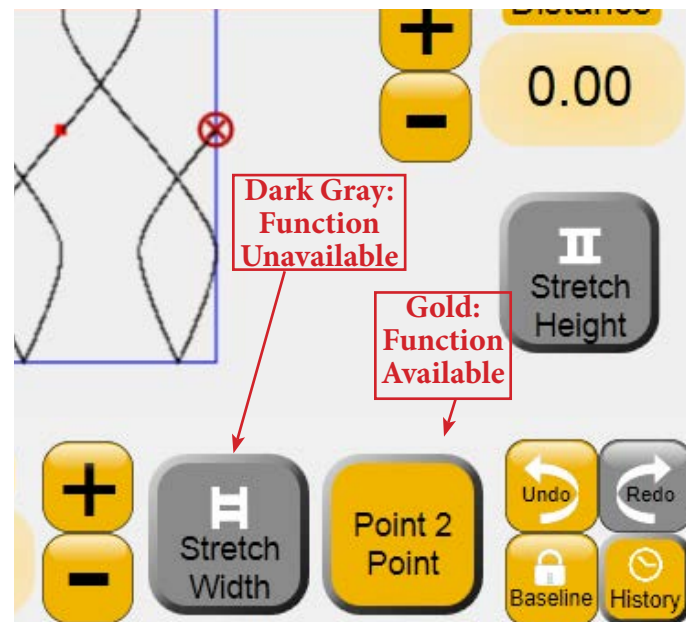 Distance
+
-
0.00
Dark Gray:
Function
Unavailable
Stretch
Height
Gold:
Function
Available
+
-
Stretch
Width
Point 2
Point
Undo
Redo
Baseline
History